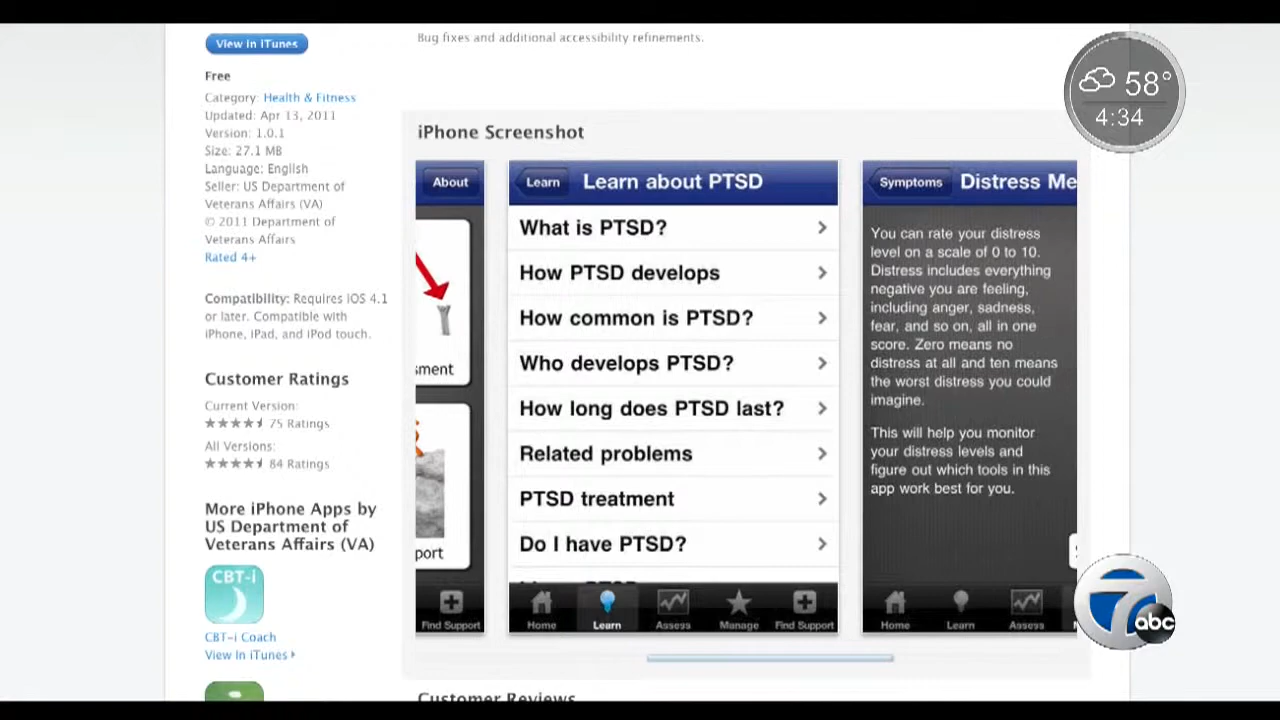 View In iTunes
Free
Category: Health & Fitness
Updated: Apr 13, 2011
Version: 1.0.1
Size: 27.1 MB
Language: English
Seller: US Department of
Veterans Affairs (VA)
© 2011 Department of
Veterans Affairs
Rated 4+
Compatibility: Requires iOS 4.1
or later. Compatible with
iPhone, iPad, and iPod touch.
Customer Ratings
Current Version:
75 Ratings
All Versions:
84 Ratings
More iPhone Apps by
US Department of
Veterans Affairs (VA)
CBT-i
CBT-i Coach
View In iTunes
Bug fixes and additional accessibility refinements.
iPhone Screenshot
About
sment
port
Find Support
Learn
Learn about PTSD
What is PTSD?
How PTSD develops
How common is PTSD?
Who develops PTSD?
How long does PTSD last?
Related problems
PTSD treatment
Do I have PTSD?
Home
Learn
Assess
Manage
Find Support
Symptoms
Distress Me
You can rate your distress
level on a scale of 0 to 10.
Distress includes everything
negative you are feeling,
including anger, sadness,
fear, and so on, all in one
score. Zero means no
distress at all and ten means
the worst distress you could
imagine.
This will help you monitor
your distress levels and
figure out which tools in this
app work best for you.
Home
Learn
Assess
Customer Reviews
58°
4:34
7
abc